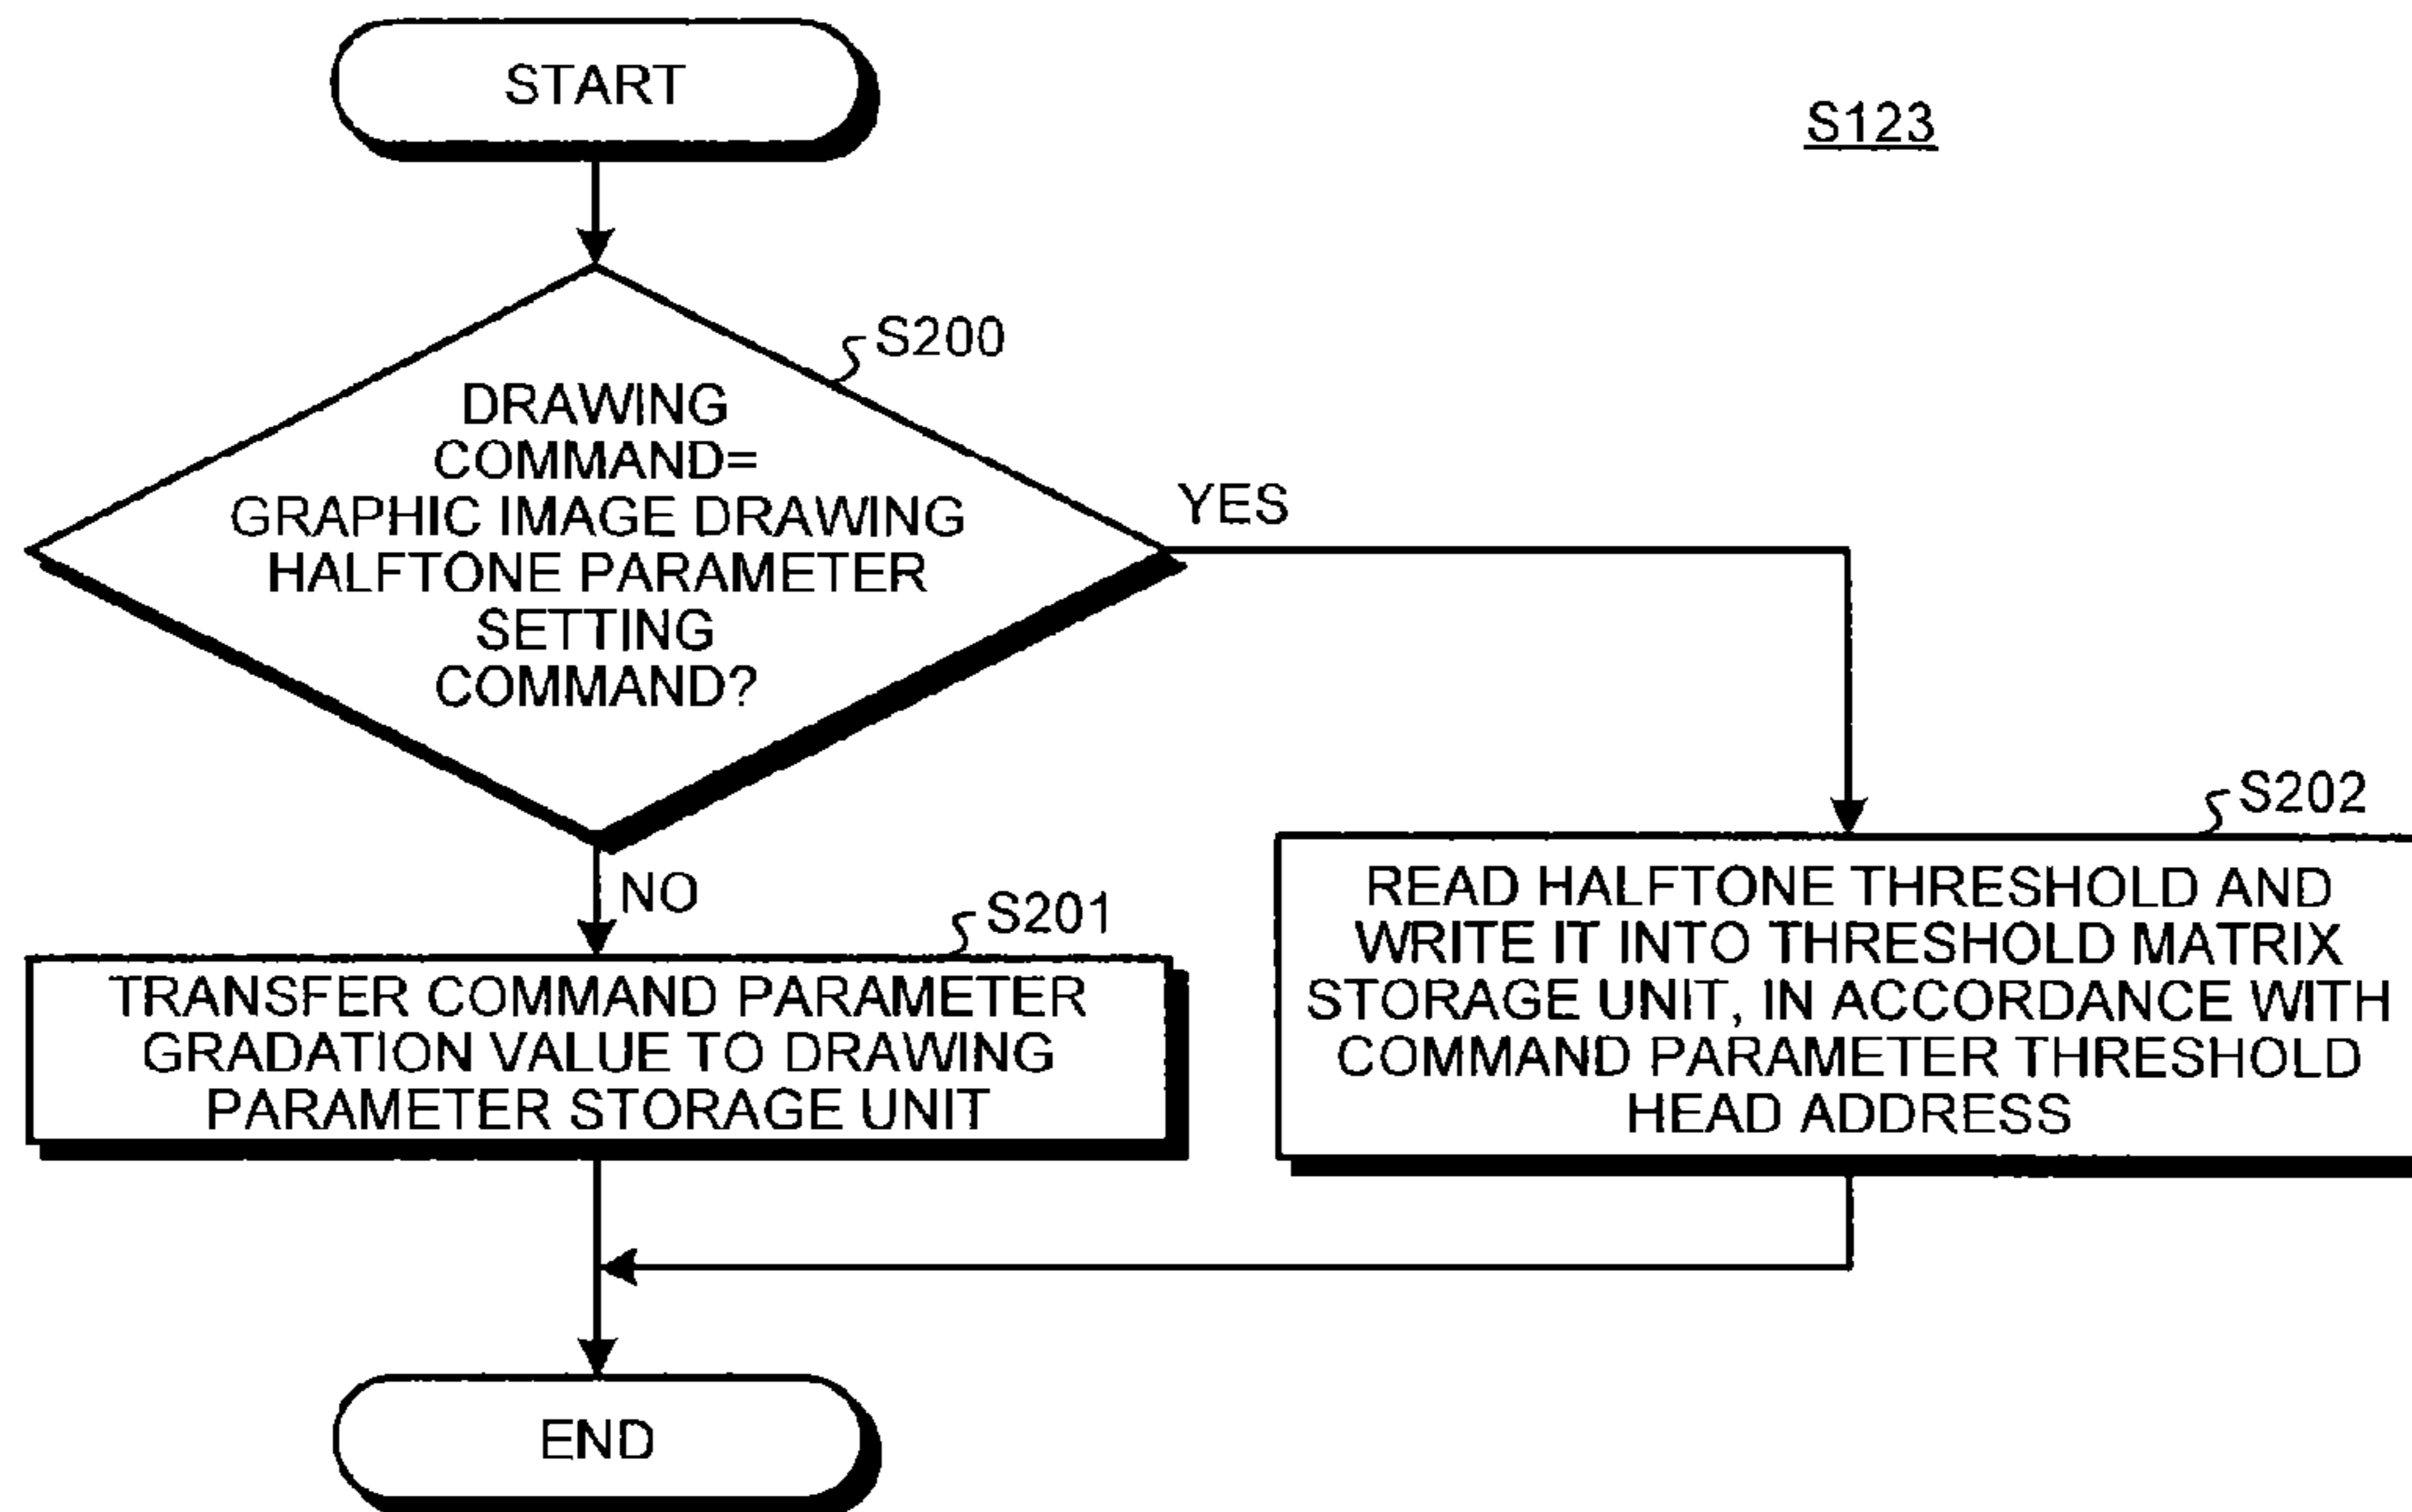 START
S123
S200
DRAWING
COMMAND=
GRAPHIC IMAGE DRAWING
HALFTONE PARAMETER
SETTING
COMMAND?
YES
NO
S201
TRANSFER COMMAND PARAMETER
GRADATION VALUE TO DRAWING
PARAMETER STORAGE UNIT
S202
READ HALFTONE THRESHOLD AND
WRITE IT INTO THRESHOLD MATRIX
STORAGE UNIT, IN ACCORDANCE WITH
COMMAND PARAMETER THRESHOLD
HEAD ADDRESS
END